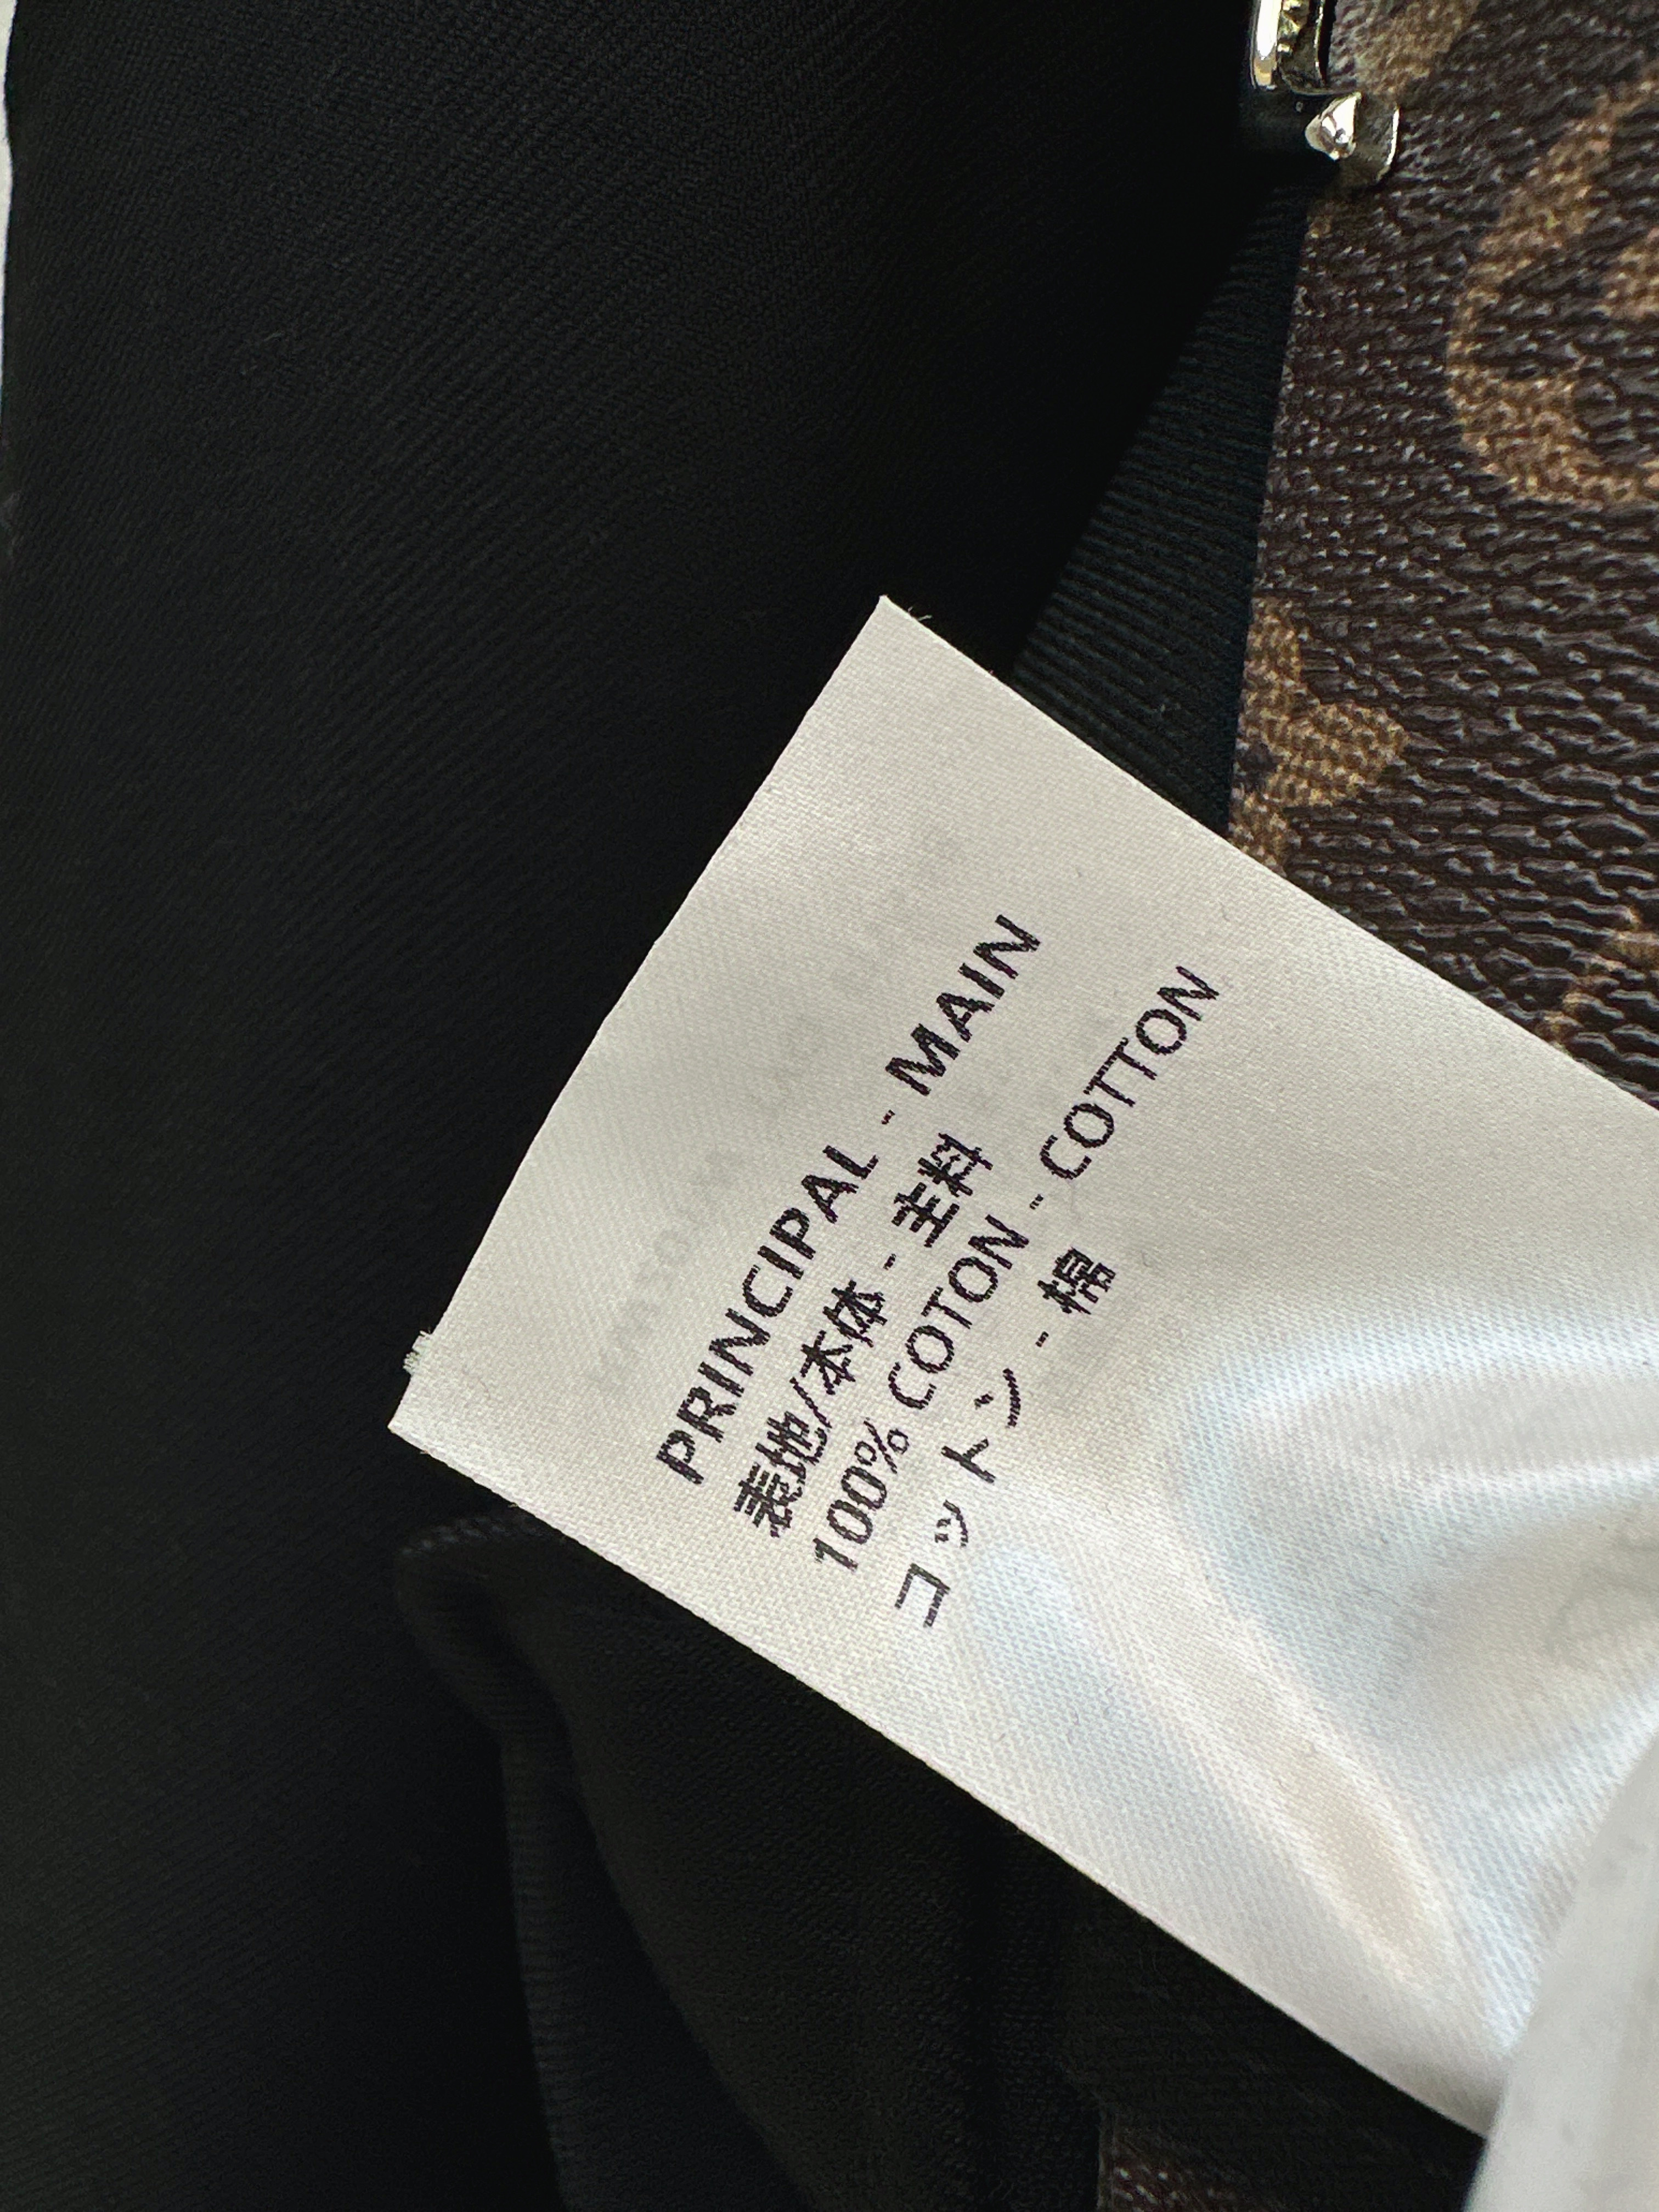 PRINCIPAL - MAIN
表地/本体 - 主料
100% COTON - COTTON
コットン - 棉